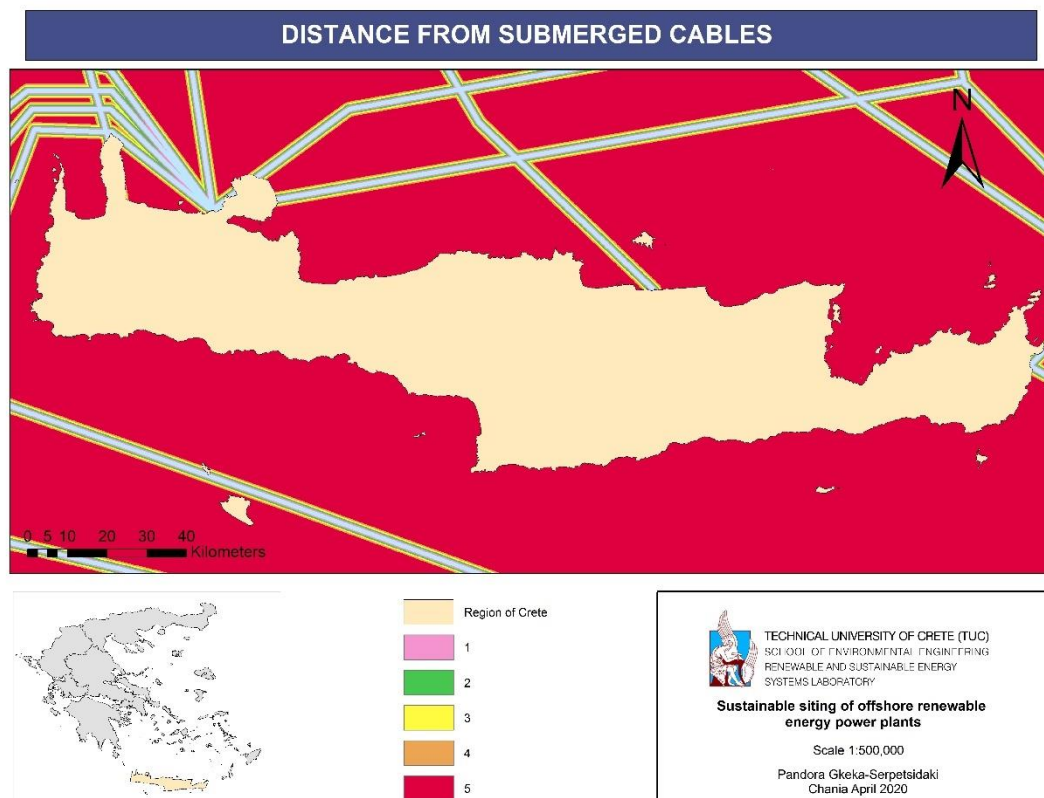 DISTANCE FROM SUBMERGED CABLES
N
0 5 10 20 30 40
Kilometers
Region of Crete
1
2
3
4
5
TECHNICAL UNIVERSITY OF CRETE (TUC)
SCHOOL OF ENVIRONMENTAL ENGINEERING
RENEWABLE AND SUSTAINABLE ENERGY
SYSTEMS LABORATORY
Sustainable siting of offshore renewable
energy power plants
Scale 1:500,000
Pandora Gkeka-Serpetsidaki
Chania April 2020